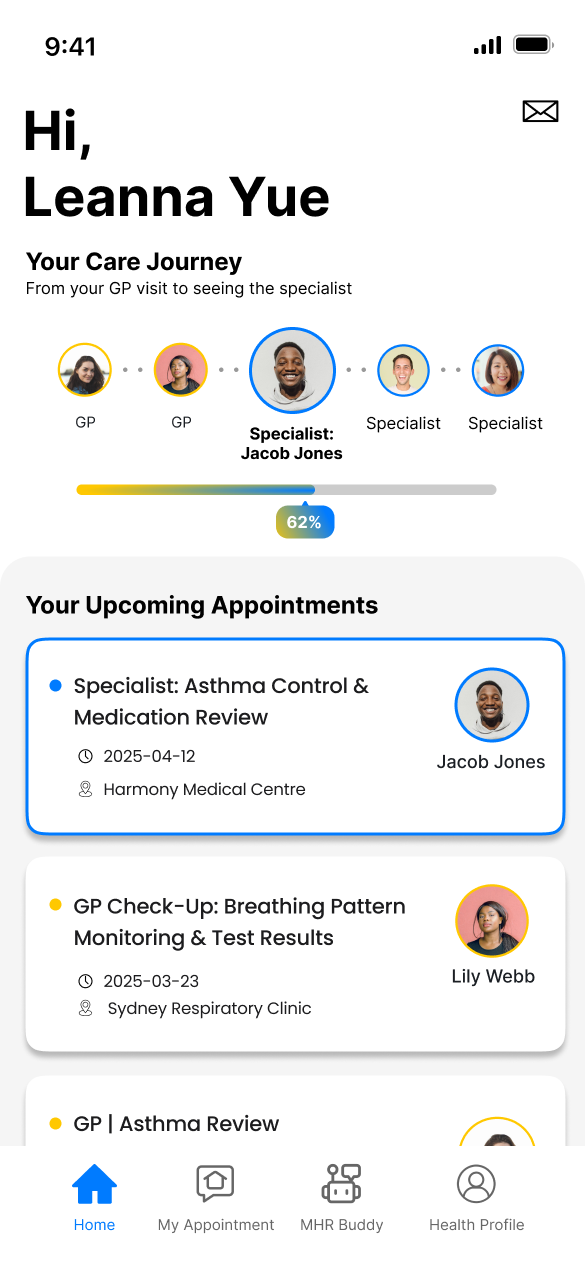 9:41
Hi,
Leanna Yue
Your Care Journey
From your GP visit to seeing the specialist
GP
GP
Specialist:
Jacob Jones
Specialist
Specialist
62%
Your Upcoming Appointments
Specialist: Asthma Control &
Medication Review
2025-04-12
Harmony Medical Centre
Jacob Jones
GP Check-Up: Breathing Pattern
Monitoring & Test Results
2025-03-23
Sydney Respiratory Clinic
Lily Webb
GP | Asthma Review
Home
My Appointment
MHR Buddy
Health Profile